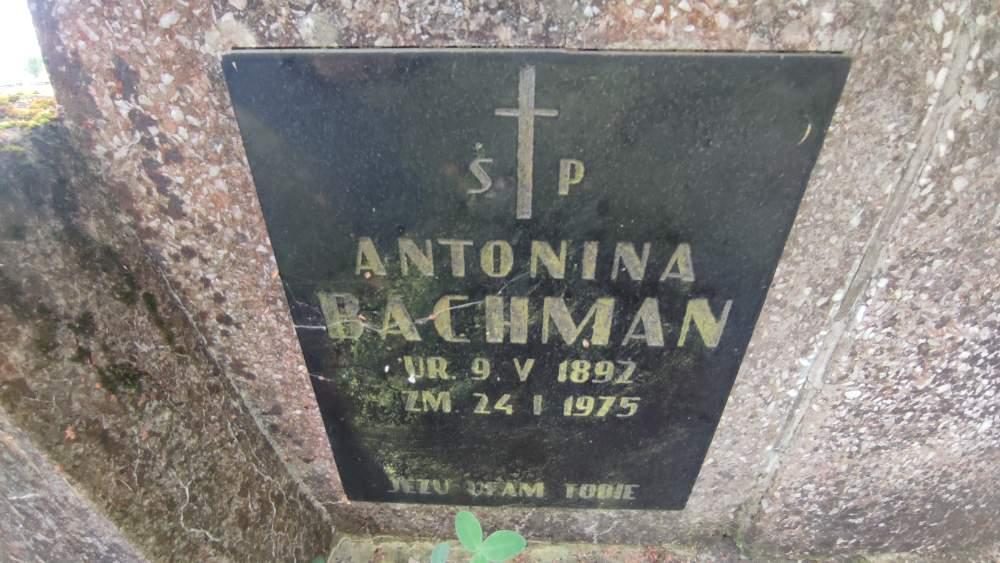 Ś P
ANTONINA
BACHMAN
UR. 9. V 1892
ZM 24 I 1975
JEZU UFAM TOBIE